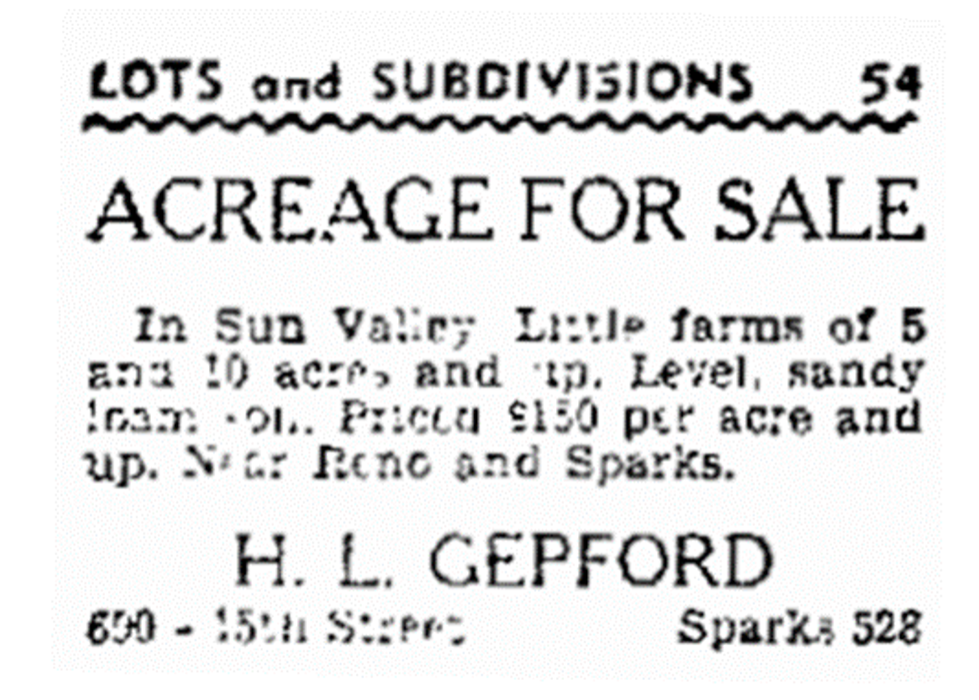 LOTS and SUBDIVISIONS 54
ACREAGE FOR SALE
In Sun Valley Little farms of 5
and 10 acres and up. Level, sandy
loam soil. Priced $150 per acre and
up. Near Reno and Sparks.
H. L. GEPFORD
690 - 15th Street Sparks 528